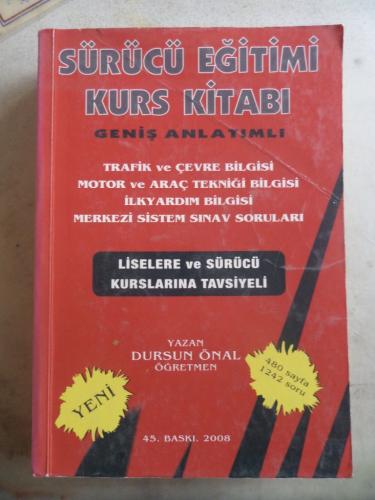 SÜRÜCÜ EĞİTİMİ
KURS KİTABI
GENİŞ ANLATIMLI
TRAFİK ve ÇEVRE BİLGİSİ
MOTOR ve ARAÇ TEKNİĞİ BİLGİSİ
İLKYARDIM BİLGİSİ
MERKEZİ SİSTEM SINAV SORULARI
LİSELERE ve SÜRÜCÜ
KURSLARINA TAVSİYELİ
YAZAN
DURSUN ÖNAL
ÖĞRETMEN
YENİ
480 sayfa
1242 soru
45. BASKI. 2008